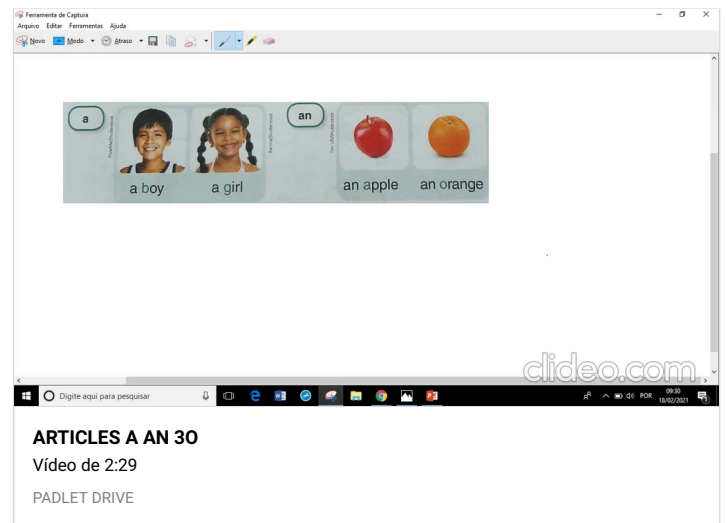 Ferramenta de Captura
Arquivo Editar Ferramentas Ajuda
Novo Modo Atraso
a an
a boy a girl an apple an orange
clideo.com
Digite aqui para pesquisar
POR
09:30
18/02/2021
ARTICLES A AN 3O
Vídeo de 2:29
PADLET DRIVE